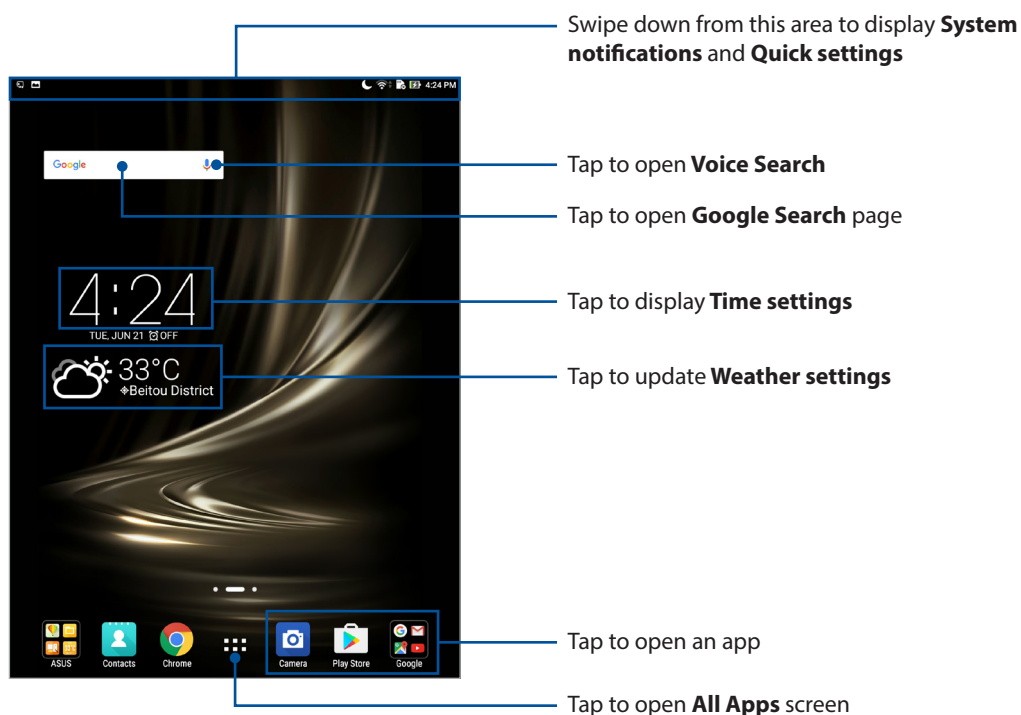 Swipe down from this area to display System
notifications and Quick settings
4:24 PM
Google
Tap to open Voice Search
Tap to open Google Search page
4:24
Tap to display Time settings
TUE, JUN 21 OFF
33°C
Beitou District
Tap to update Weather settings
Tap to open an app
ASUS
Contacts
Chrome
Camera
Play Store
Google
Tap to open All Apps screen